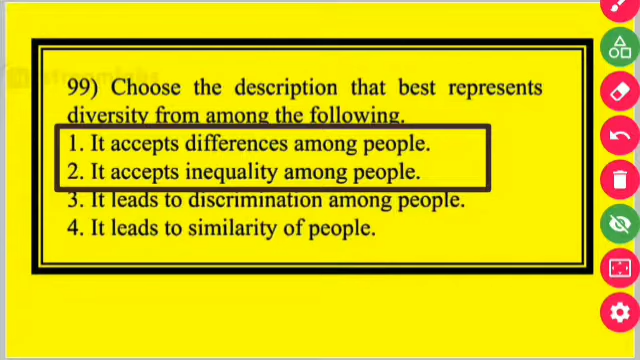 99) Choose the description that best represents
diversity from among the following.
1. It accepts differences among people.
2. It accepts inequality among people.
3. It leads to discrimination among people.
4. It leads to similarity of people.